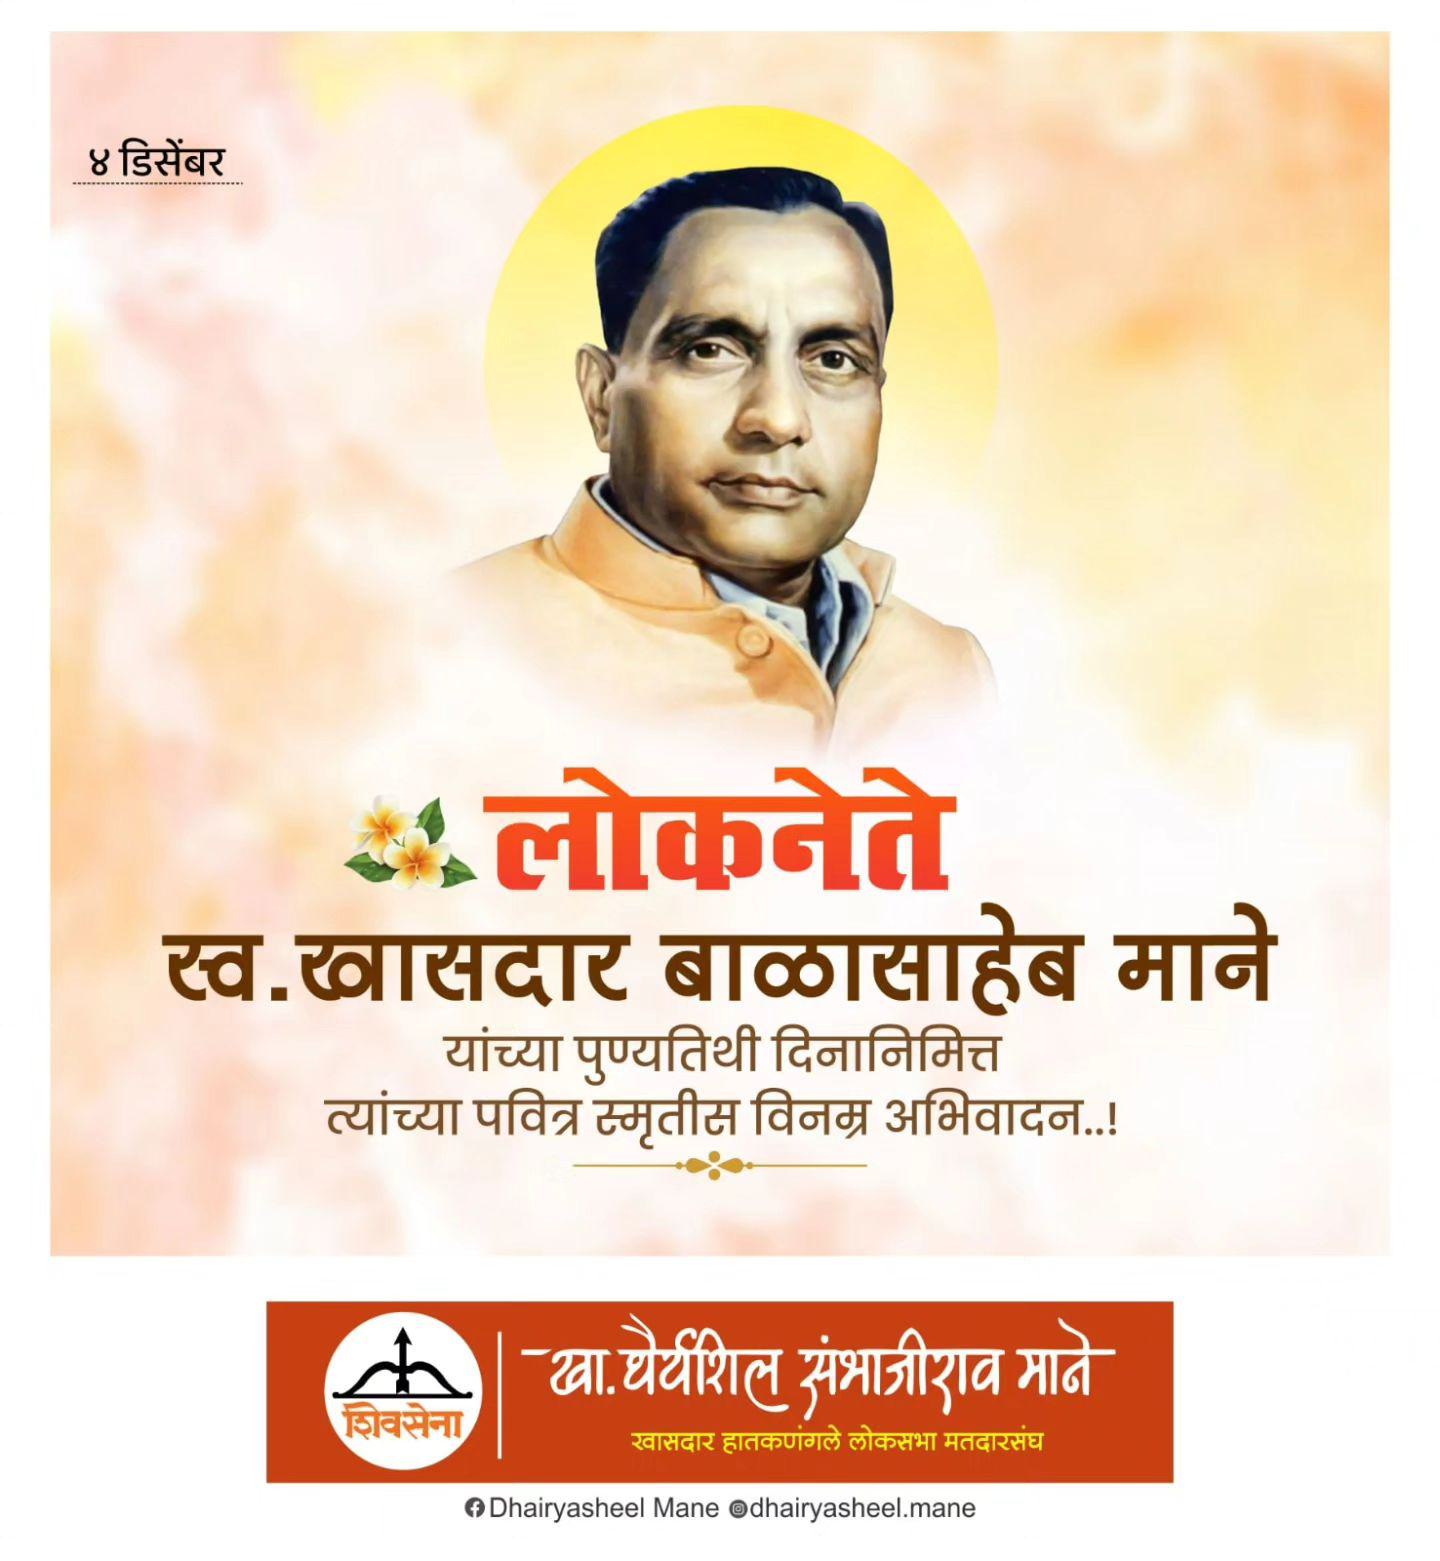 ४ डिसेंबर
लोकनेते
स्व.खासदार बाळासाहेब माने
यांच्या पुण्यतिथी दिनानिमित्त
त्यांच्या पवित्र स्मृतीस विनम्र अभिवादन..!
शिवसेना
खा.धैर्यशिल संभाजीराव माने
खासदार हातकणंगले लोकसभा मतदारसंघ
Dhairyasheel Mane dhairyasheel.mane